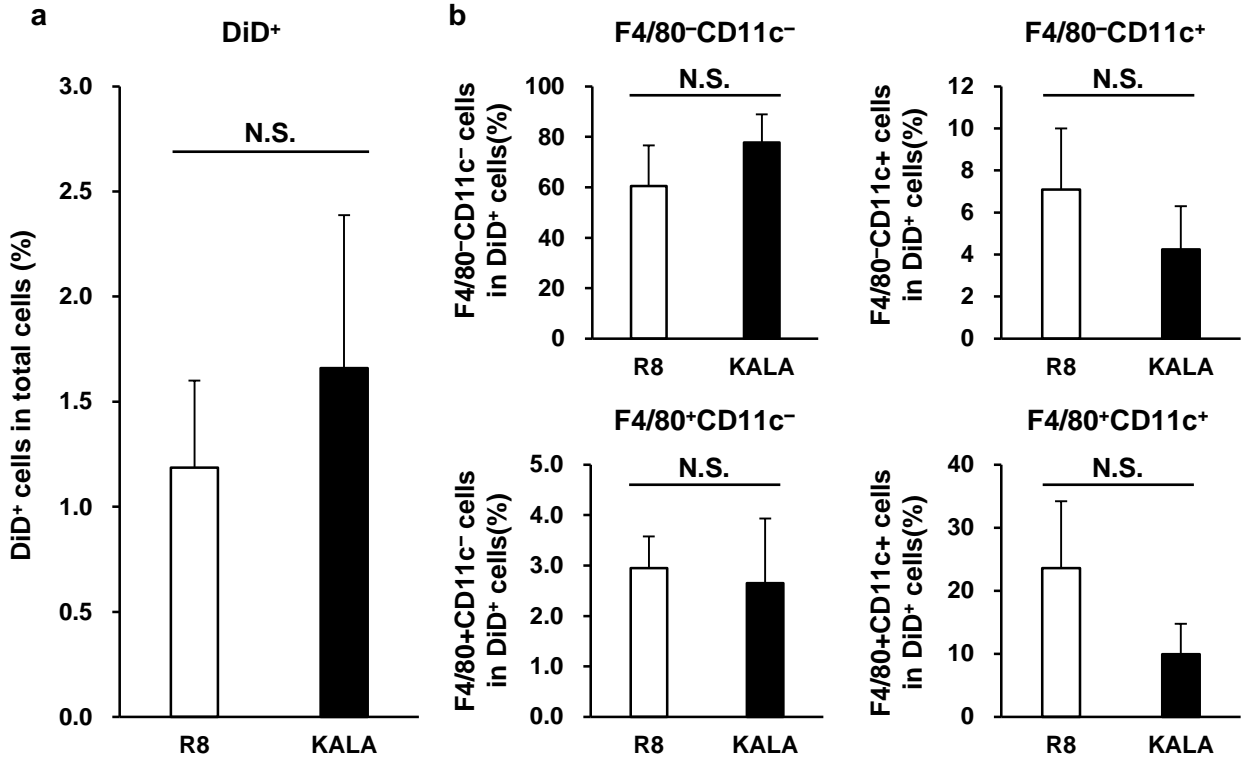 a
DiD⁺
DiD⁺ cells in total cells (%)
3.0
2.5
2.0
1.5
1.0
0.5
0.0
N.S.
R8 KALA
b
F4/80⁻CD11c⁻
F4/80⁻CD11c⁻ cells
in DiD⁺ cells(%)
100
80
60
40
20
0
N.S.
R8 KALA
F4/80⁻CD11c⁺
F4/80⁻CD11c+ cells
in DiD⁺ cells(%)
12
10
8
6
4
2
0
N.S.
R8 KALA
F4/80⁺CD11c⁻
F4/80+CD11c⁻ cells
in DiD⁺ cells(%)
5.0
4.0
3.0
2.0
1.0
0.0
N.S.
R8 KALA
F4/80⁺CD11c⁺
F4/80+CD11c+ cells
in DiD⁺ cells(%)
40
30
20
10
0
N.S.
R8 KALA